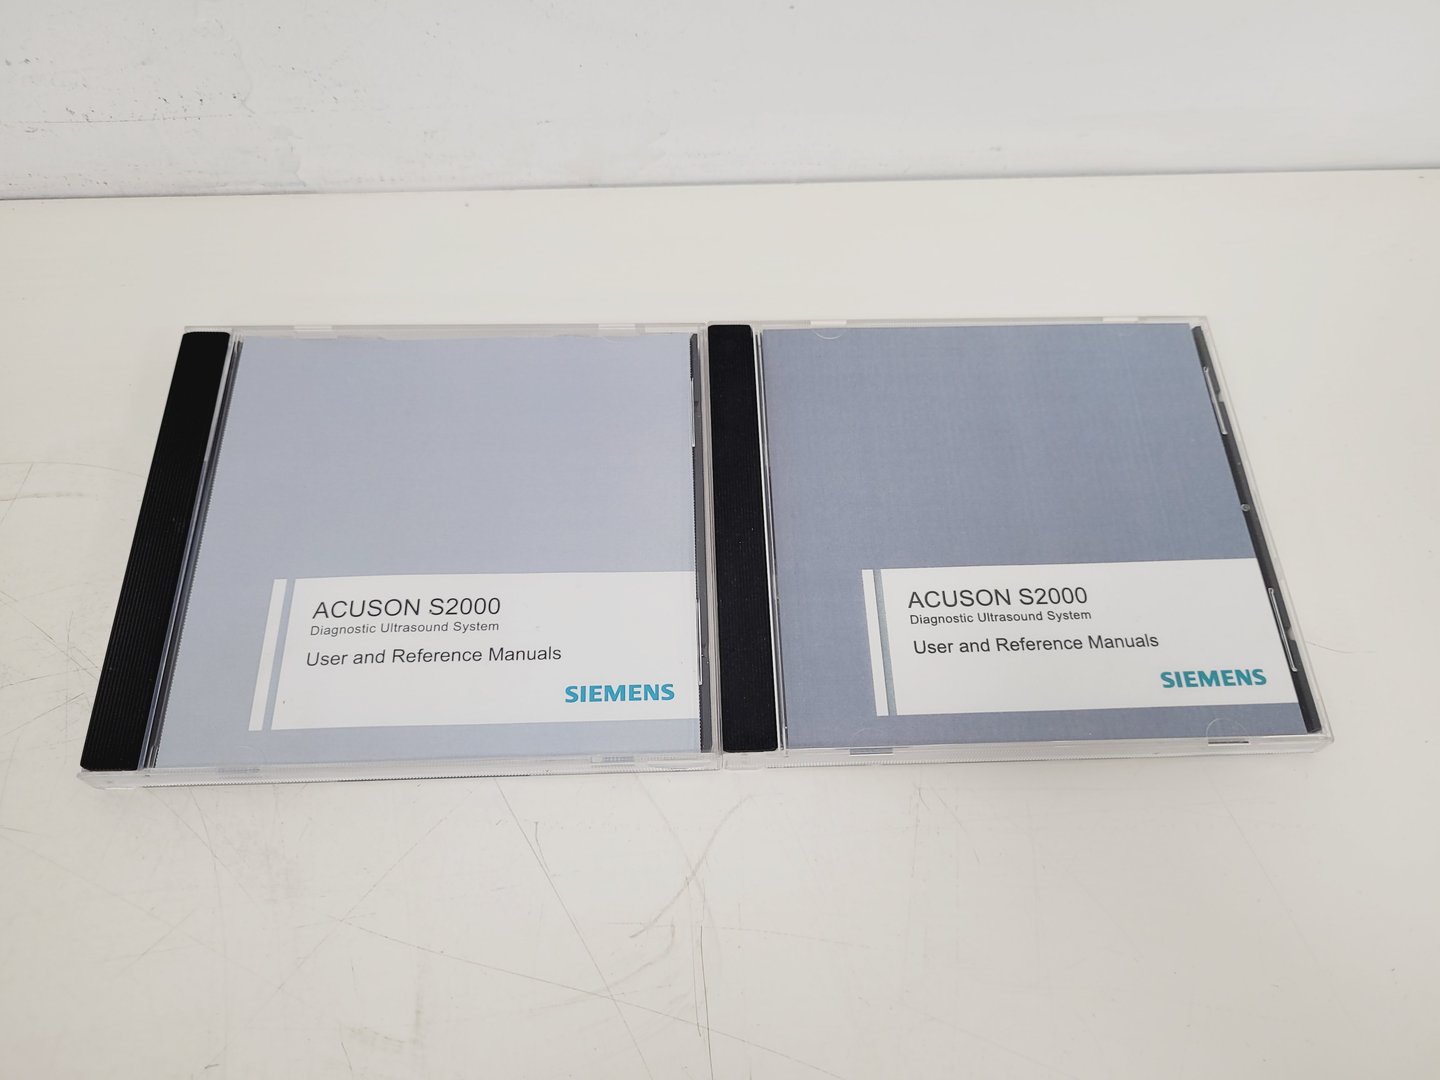 ACUSON S2000
Diagnostic Ultrasound System
User and Reference Manuals
SIEMENS
ACUSON S2000
Diagnostic Ultrasound System
User and Reference Manuals
SIEMENS